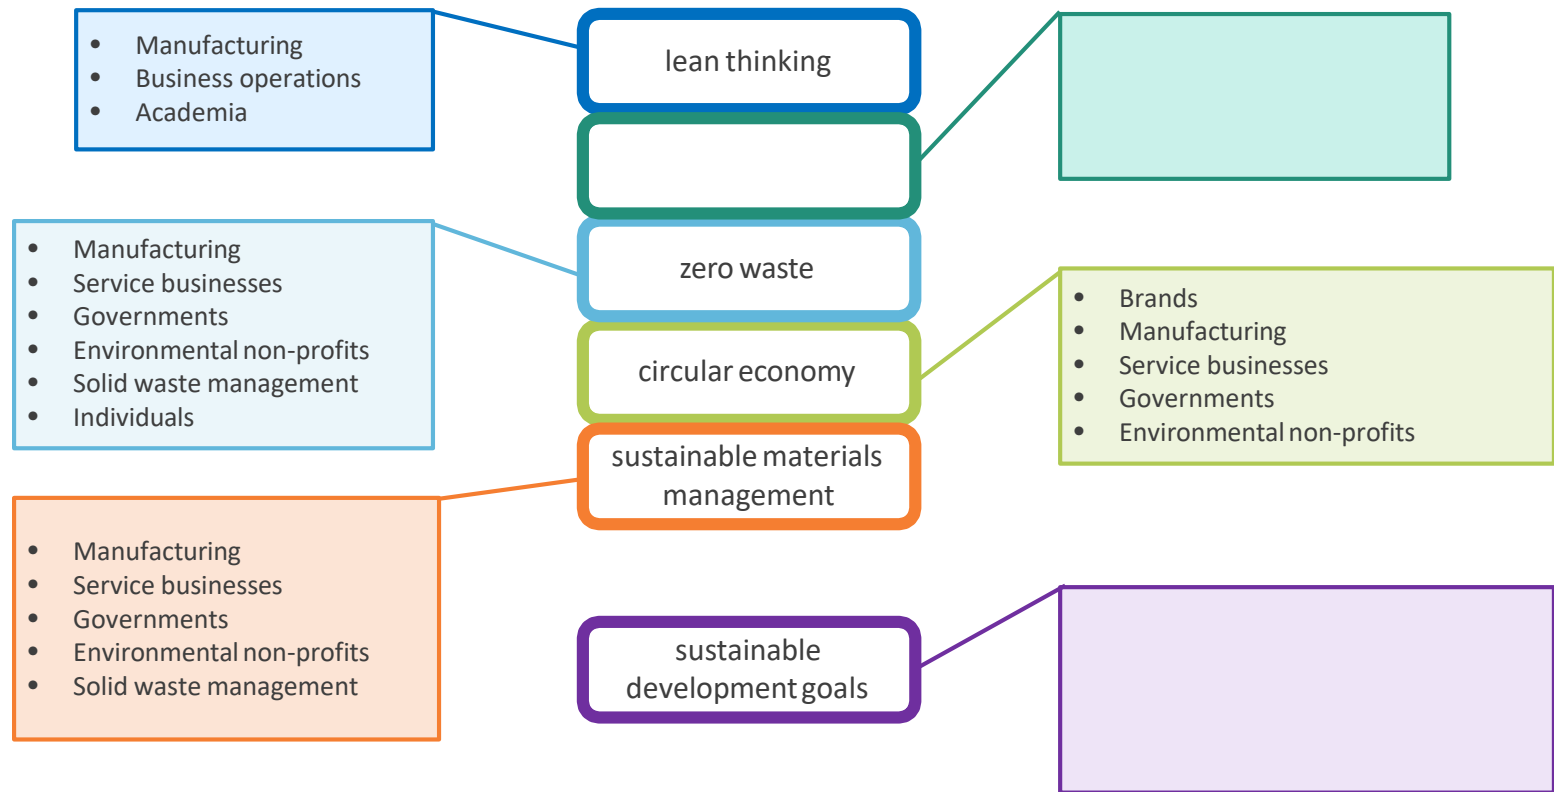 Manufacturing
Business operations
Academia
lean thinking
Manufacturing
Service businesses
Governments
Environmental non-profits
Solid waste management
Individuals
zero waste
circular economy
Brands
Manufacturing
Service businesses
Governments
Environmental non-profits
sustainable materials
management
Manufacturing
Service businesses
Governments
Environmental non-profits
Solid waste management
sustainable
development goals